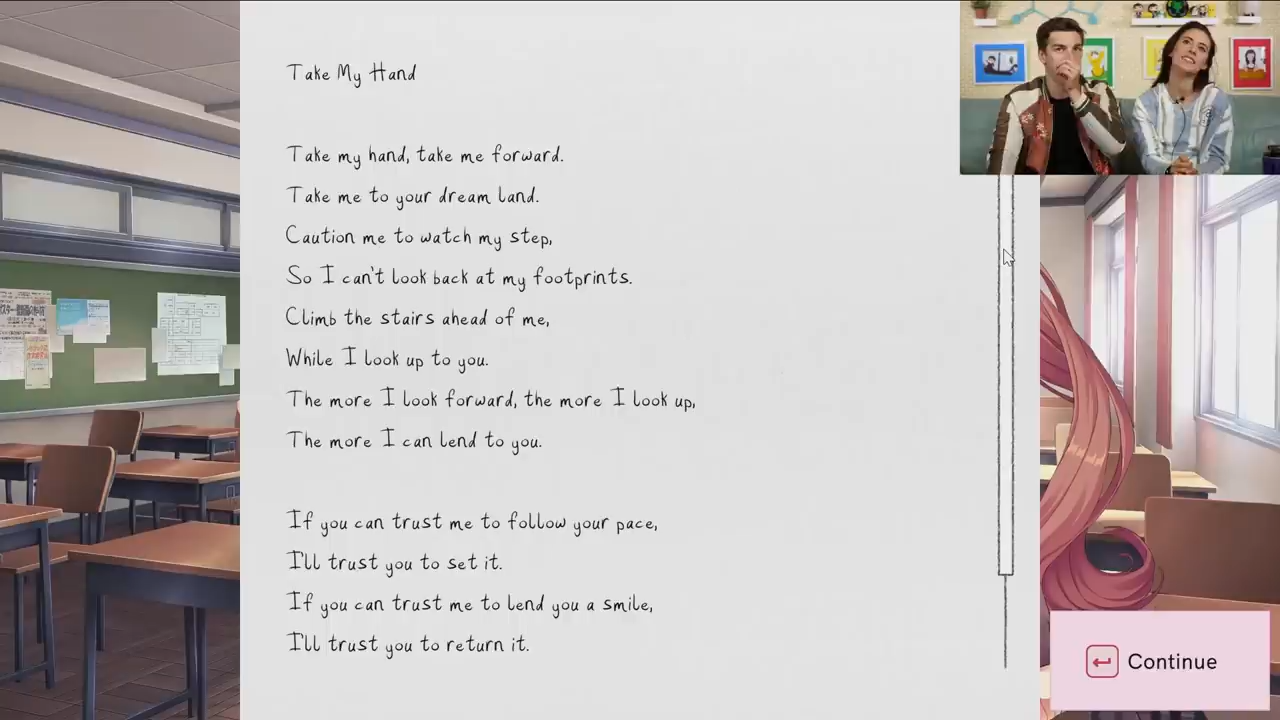 Take My Hand
Take my hand, take me forward.
Take me to your dream land.
Caution me to watch my step,
So I can't look back at my footprints.
Climb the stairs ahead of me,
While I look up to you.
The more I look forward, the more I look up,
The more I can lend to you.
If you can trust me to follow your pace,
I'll trust you to set it.
If you can trust me to lend you a smile,
I'll trust you to return it.
Continue